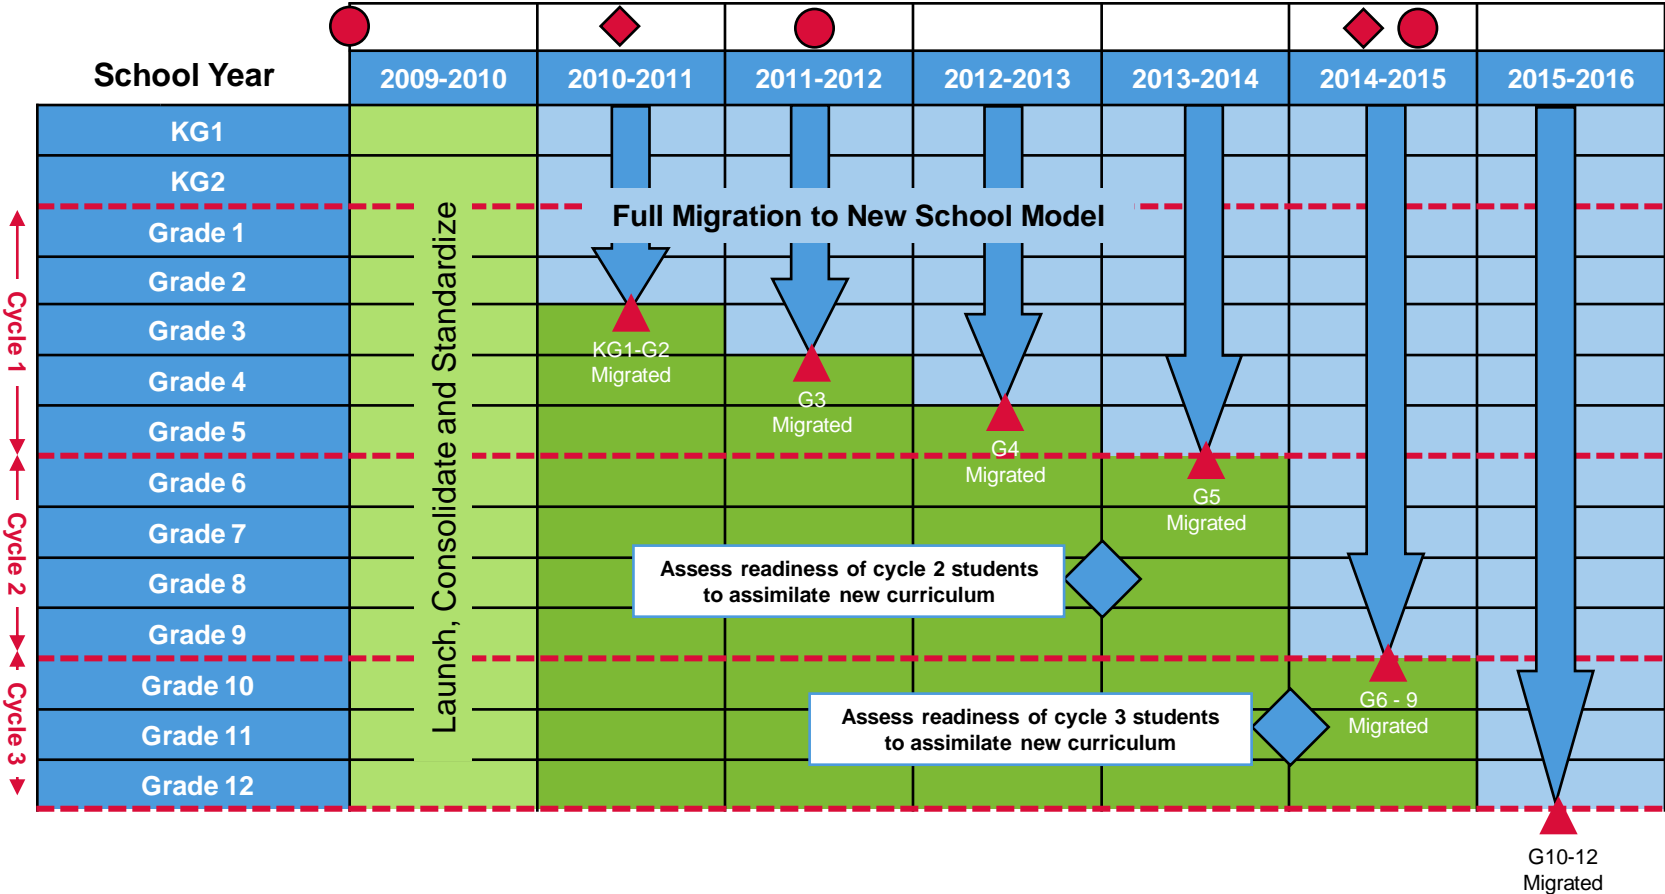 School Year
2009-2010
2010-2011
2011-2012
2012-2013
2013-2014
2014-2015
2015-2016
KG1
KG2
Grade 1
Grade 2
Grade 3
Grade 4
Grade 5
Grade 6
Grade 7
Grade 8
Grade 9
Grade 10
Grade 11
Grade 12
Cycle 1
Cycle 2
Cycle 3
Launch, Consolidate and Standardize
Full Migration to New School Model
KG1-G2
Migrated
G3
Migrated
G4
Migrated
G5
Migrated
Assess readiness of cycle 2 students
to assimilate new curriculum
G6 - 9
Migrated
Assess readiness of cycle 3 students
to assimilate new curriculum
G10-12
Migrated